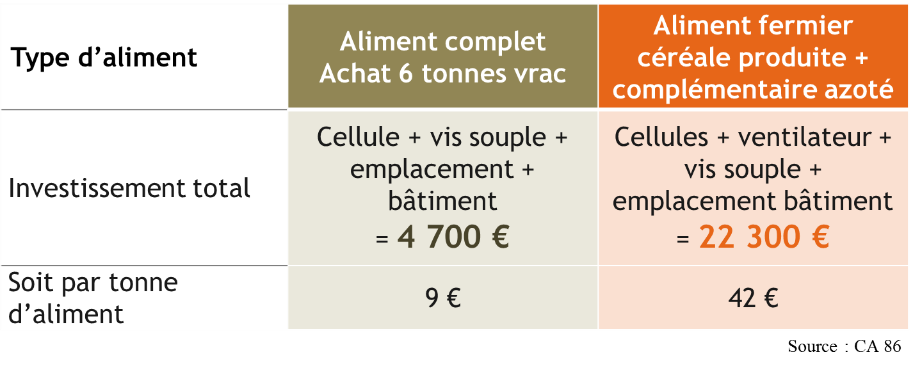 Type d’aliment
Aliment complet
Achat 6 tonnes vrac
Aliment fermier
céréale produite +
complémentaire azoté
Investissement total
Cellule + vis souple +
emplacement +
bâtiment
= 4 700 €
Cellules + ventilateur +
vis souple +
emplacement bâtiment
= 22 300 €
Soit par tonne
d’aliment
9 €
42 €
Source : CA 86